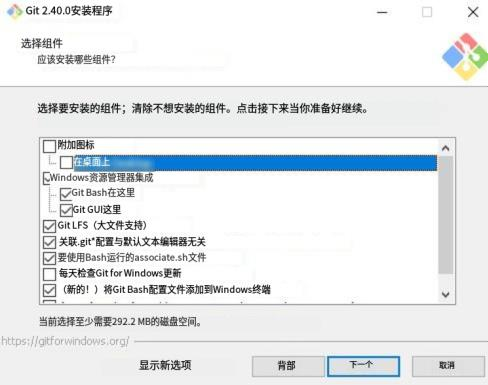 Git 2.40.0安装程序
选择组件
应该安装哪些组件？
选择要安装的组件；清除不想安装的组件。点击接下来当你准备好继续。
附加图标
在桌面上
Windows资源管理器集成
Git Bash在这里
Git GUI这里
Git LFS（大文件支持）
关联.git*配置与默认文本编辑器无关
要使用Bash运行的associate.sh文件
每天检查Git for Windows更新
（新的！）将Git Bash配置文件添加到Windows终端
当前选择至少需要292.2 MB的磁盘空间。
https://gitforwindows.org/
显示新选项
背部
下一个
取消